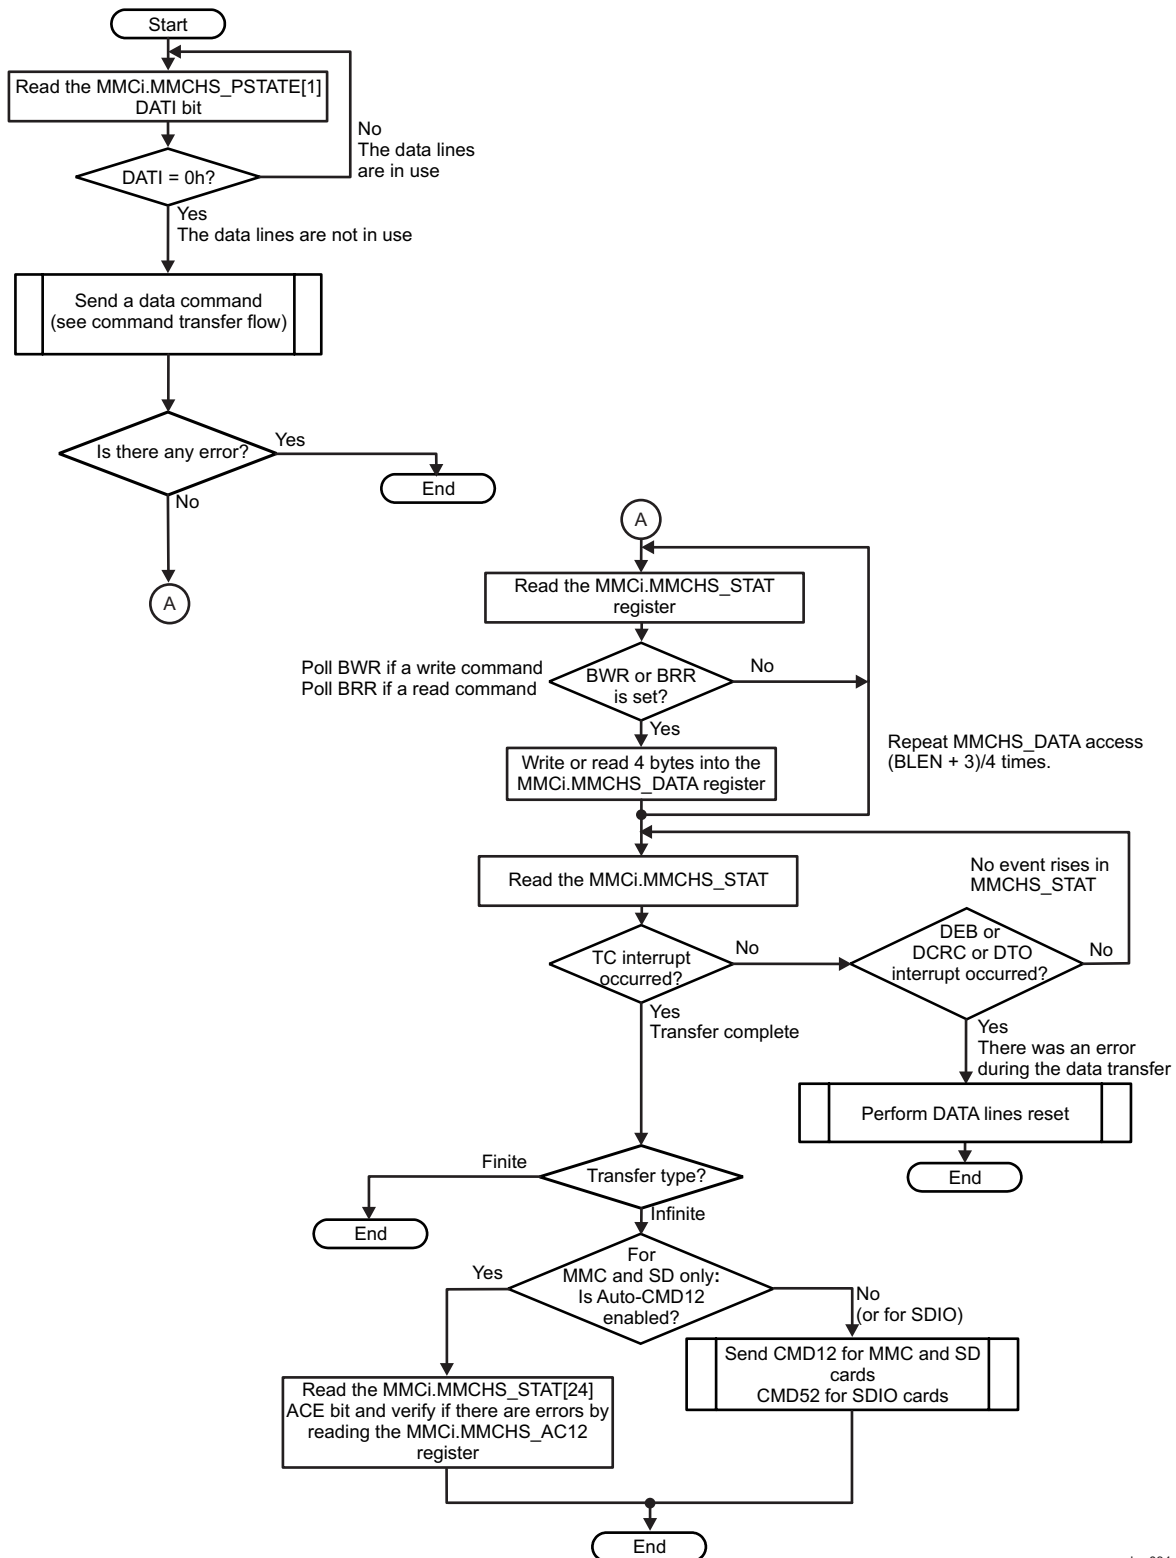 Start
Read the MMCi.MMCHS_PSTATE[1]
DATI bit
No
The data lines
are in use
DATI = 0h?
Yes
The data lines are not in use
Send a data command
(see command transfer flow)
Is there any error?
Yes
End
No
A
A
Read the MMCi.MMCHS_STAT
register
Poll BWR if a write command
Poll BRR if a read command
BWR or BRR
is set?
No
Yes
Write or read 4 bytes into the
MMCi.MMCHS_DATA register
Repeat MMCHS_DATA access
(BLEN + 3)/4 times.
Read the MMCi.MMCHS_STAT
No event rises in
MMCHS_STAT
TC interrupt
occurred?
No
DEB or
DCRC or DTO
interrupt occurred?
No
Yes
Transfer complete
Yes
There was an error
during the data transfer
Perform DATA lines reset
End
Finite
Transfer type?
End
Infinite
For
MMC and SD only:
Is Auto-CMD12
enabled?
Yes
No
(or for SDIO)
Send CMD12 for MMC and SD
cards
CMD52 for SDIO cards
Read the MMCi.MMCHS_STAT[24]
ACE bit and verify if there are errors by
reading the MMCi.MMCHS_AC12
register
End